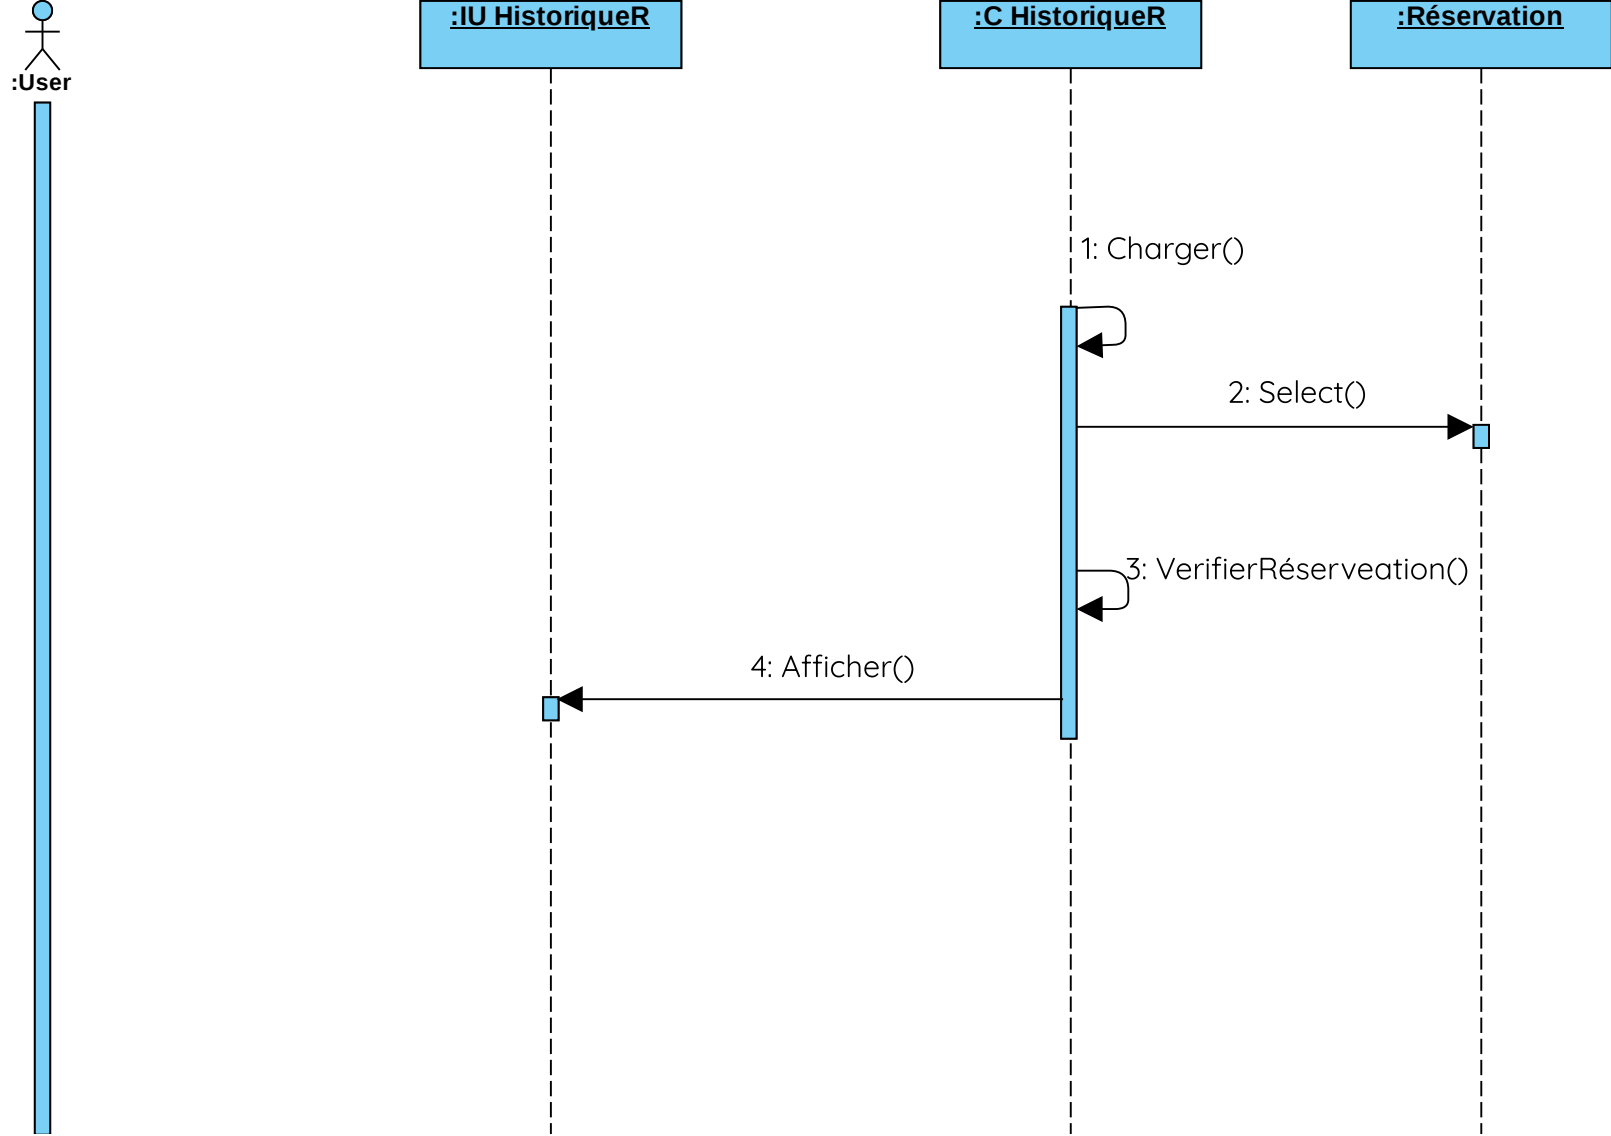 :User
:IU HistoriqueR
:C HistoriqueR
:Réservation
1: Charger()
2: Select()
3: VerifierRéserveation()
4: Afficher()